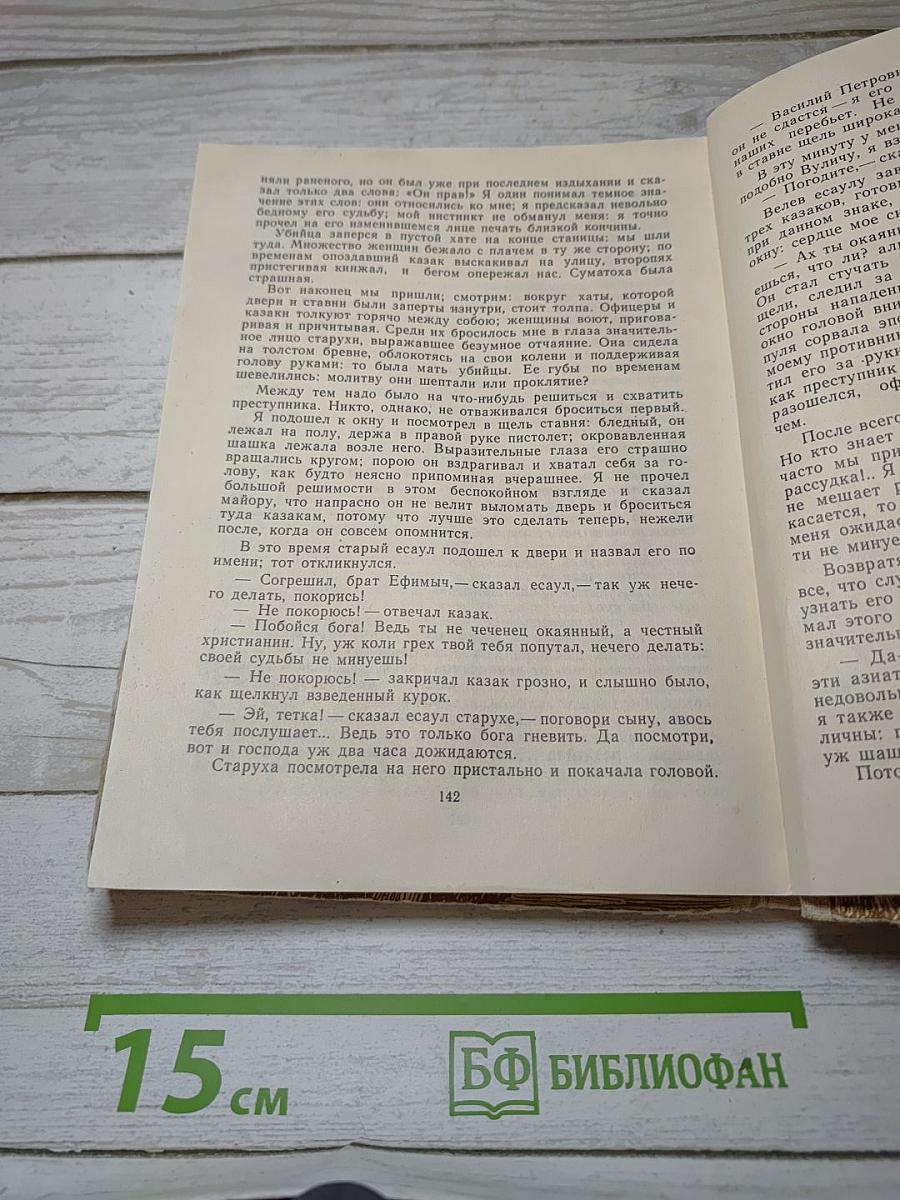 няли раненого, но он был уже при последнем издыхании и ска-
зал только два слова: «Он прав!» Я один понимал темное зна-
чение этих слов: они относились ко мне; я предсказал невольно
бедному его судьбу; мой инстинкт не обманул меня: я точно
прочел на его изменившемся лице печать близкой кончины.
Убийца заперся в пустой хате на конце станицы: мы шли
туда. Множество женщин бежало с плачем в ту же сторону; по
временам опоздавший казак выскакивал на улицу, второпях
пристегивая кинжал, и бегом опережал нас. Суматоха была
страшная.
Вот наконец мы пришли; смотрим: вокруг хаты, которой
двери и ставни были заперты изнутри, стоит толпа. Офицеры и
казаки толкуют горячо между собою; женщины воют, пригова-
ривая и причитывая. Среди их бросилось мне в глаза значитель-
ное лицо старухи, выражавшее безумное отчаяние. Она сидела
на толстом бревне, облокотясь на свои колени и поддерживая
голову руками: то была мать убийцы. Ее губы по временам
шевелились: молитву они шептали или проклятие?
Между тем надо было на что-нибудь решиться и схватить
преступника. Никто, однако, не отваживался броситься первый.
Я подошел к окну и посмотрел в щель ставня: бледный, он
лежал на полу, держа в правой руке пистолет; окровавленная
шашка лежала возле него. Выразительные глаза его страшно
вращались кругом; порою он вздрагивал и хватал себя за го-
лову, как будто неясно припоминая вчерашнее. Я не прочел
большой решимости в этом беспокойном взгляде и сказал
майору, что напрасно он не велит выломать дверь и броситься
туда казакам, потому что лучше это сделать теперь, нежели
после, когда он совсем опомнится.
В это время старый есаул подошел к двери и назвал его по
имени; тот откликнулся.
— Согрешил, брат Ефимыч,— сказал есаул,— так уж нече-
го делать, покорись!
— Не покорюсь! — отвечал казак.
— Побойся бога! Ведь ты не чеченец окаянный, а честный
христианин. Ну, уж коли грех твой тебя попутал, нечего делать:
своей судьбы не минуешь!
— Не покорюсь! — закричал казак грозно, и слышно было,
как щелкнул взведенный курок.
— Эй, тетка! — сказал есаул старухе,— поговори сыну, авось
тебя послушает... Ведь это только бога гневить. Да посмотри,
вот и господа уж два часа дожидаются.
Старуха посмотрела на него пристально и покачала головой.
142
— Василий Петрови
он не сдастся — я его
наших перебьет. Не
в ставне щель широка
В эту минуту у ме
подобно Вуличу, я вз
— Погодите,— ска
Велев есаулу зав
трех казаков, готовы
при данном знаке,
окну: сердце мое си
— Ах ты окаянн
ешься, что ли? али
Он стал стучать
щели, следил за
стороны нападен
окно головой вни
пуля сорвала эпо
моему противни
тил его за руки
как преступник
разошелся, оф
чем.
После всего
Но кто знает
часто мы при
рассудка!.. Я
не мешает р
касается, то
меня ожидае
ти не минуе
Возвратя
все, что слу
узнать его
мал этого
значительн
— Да-
эти азиат
недовольн
я также
личны: п
уж шаш
Пото
15 см
БФ БИБЛИОФАН